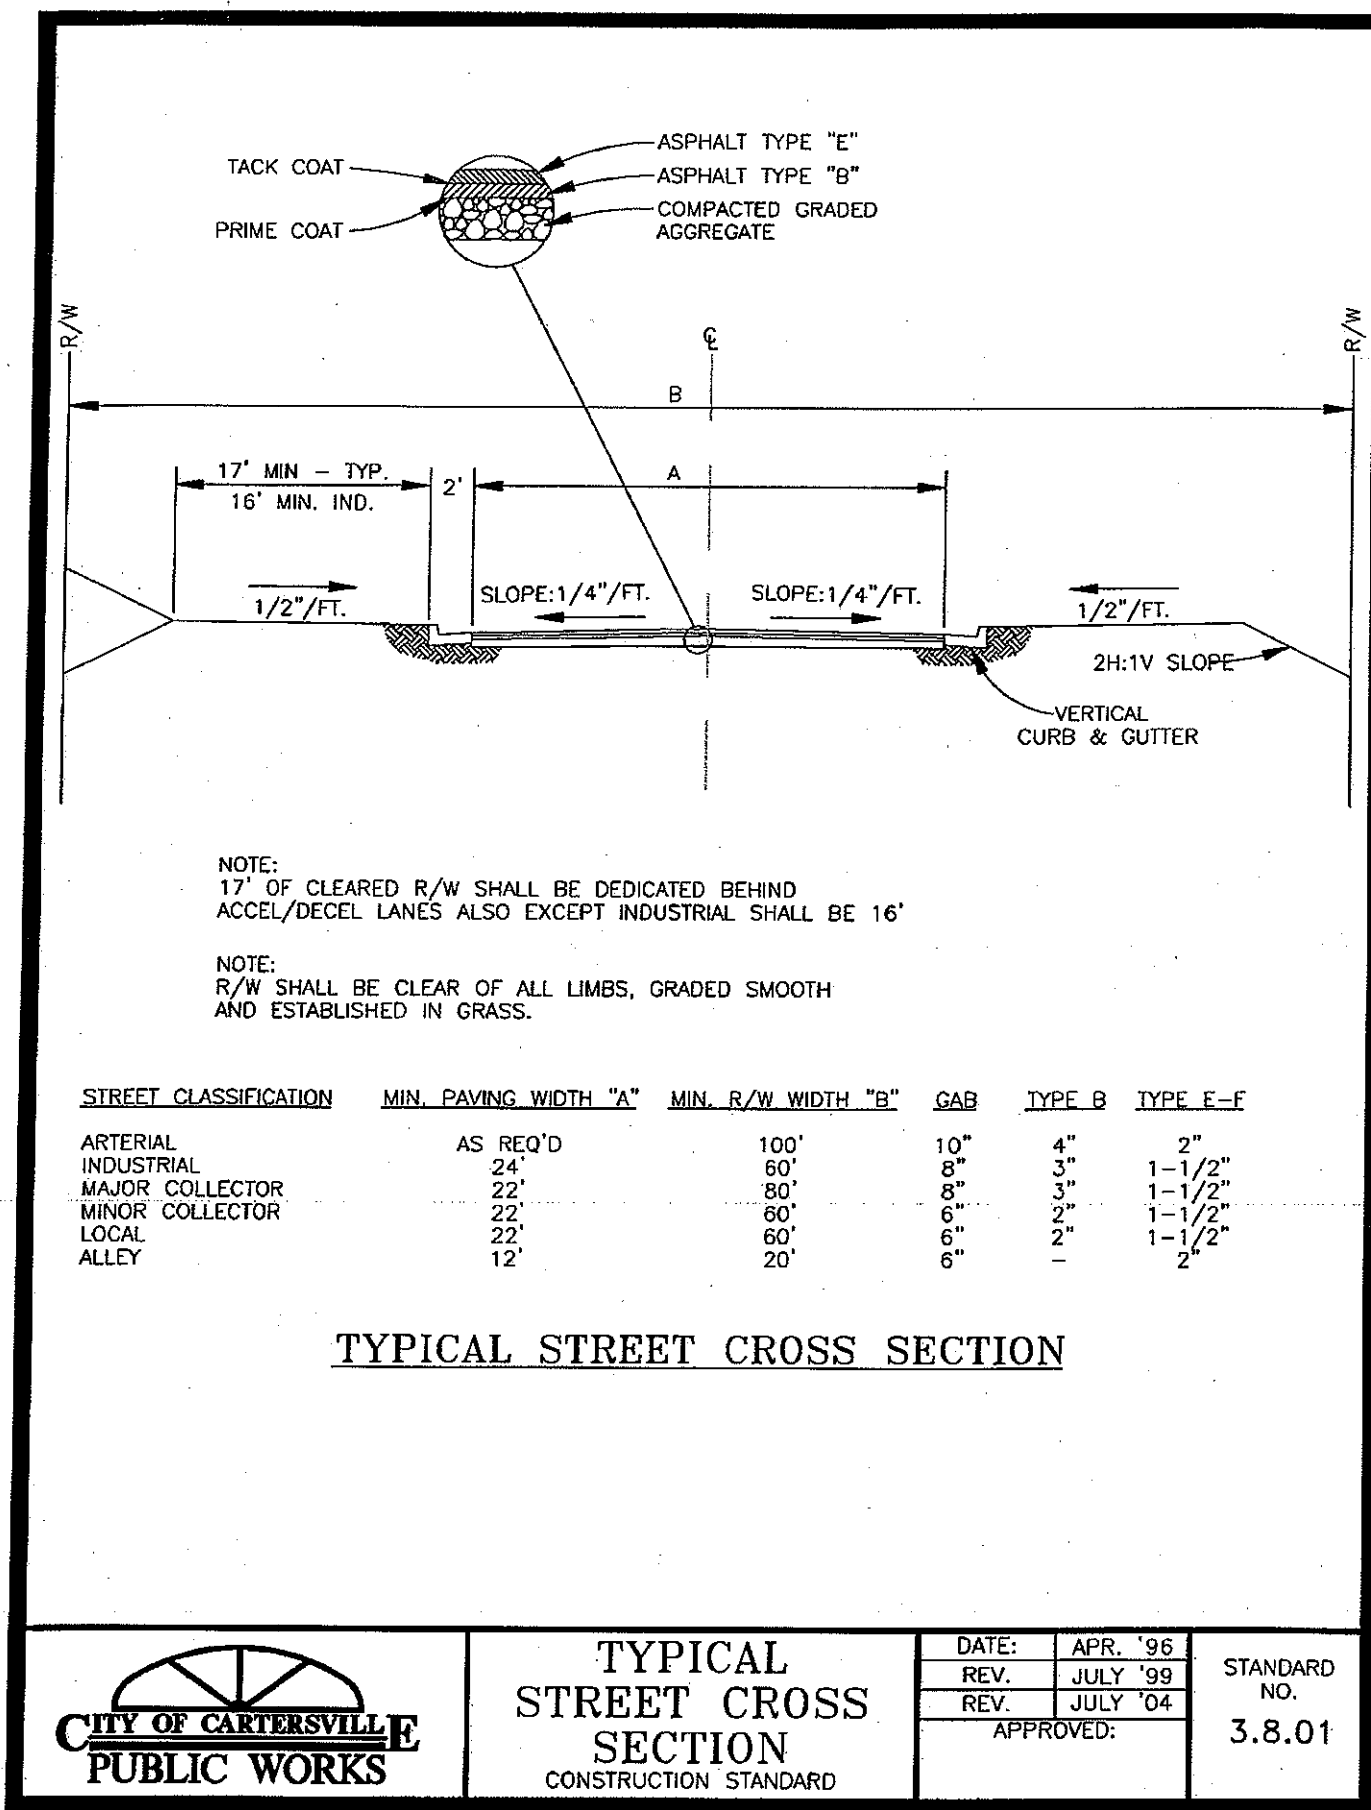 ASPHALT TYPE "E"
TACK COAT
ASPHALT TYPE "B"
PRIME COAT
COMPACTED GRADED
AGGREGATE
R/W
R/W
℄
B
17' MIN – TYP.
16' MIN. IND.
2'
A
1/2"/FT.
SLOPE:1/4"/FT.
SLOPE:1/4"/FT.
1/2"/FT.
2H:1V SLOPE
VERTICAL
CURB & GUTTER
NOTE:
17' OF CLEARED R/W SHALL BE DEDICATED BEHIND
ACCEL/DECEL LANES ALSO EXCEPT INDUSTRIAL SHALL BE 16'
NOTE:
R/W SHALL BE CLEAR OF ALL LIMBS, GRADED SMOOTH
AND ESTABLISHED IN GRASS.
STREET CLASSIFICATION MIN. PAVING WIDTH "A" MIN. R/W WIDTH "B" GAB TYPE B TYPE E-F
ARTERIAL AS REQ'D 100' 10" 4" 2"
INDUSTRIAL 24' 60' 8" 3" 1-1/2"
MAJOR COLLECTOR 22' 80' 8" 3" 1-1/2"
MINOR COLLECTOR 22' 60' 6" 2" 1-1/2"
LOCAL 22' 60' 6" 2" 1-1/2"
ALLEY 12' 20' 6" – 2"
TYPICAL STREET CROSS SECTION
CITY OF CARTERSVILLE
PUBLIC WORKS
TYPICAL
STREET CROSS
SECTION
CONSTRUCTION STANDARD
DATE: APR. '96
REV. JULY '99
REV. JULY '04
APPROVED:
STANDARD
NO.
3.8.01